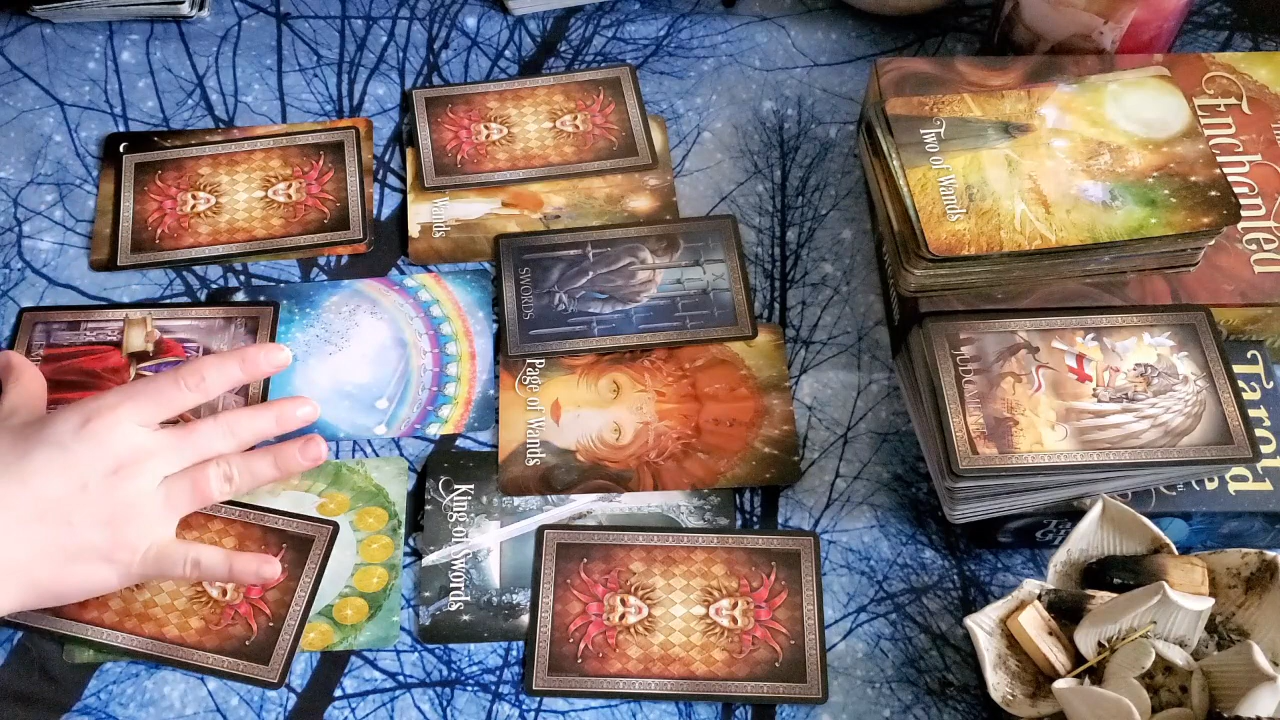 Two of Wands
Enchanted
Wands
SWORDS
X
Page of Wands
JUDGEMENT
Tarot
King of Swords